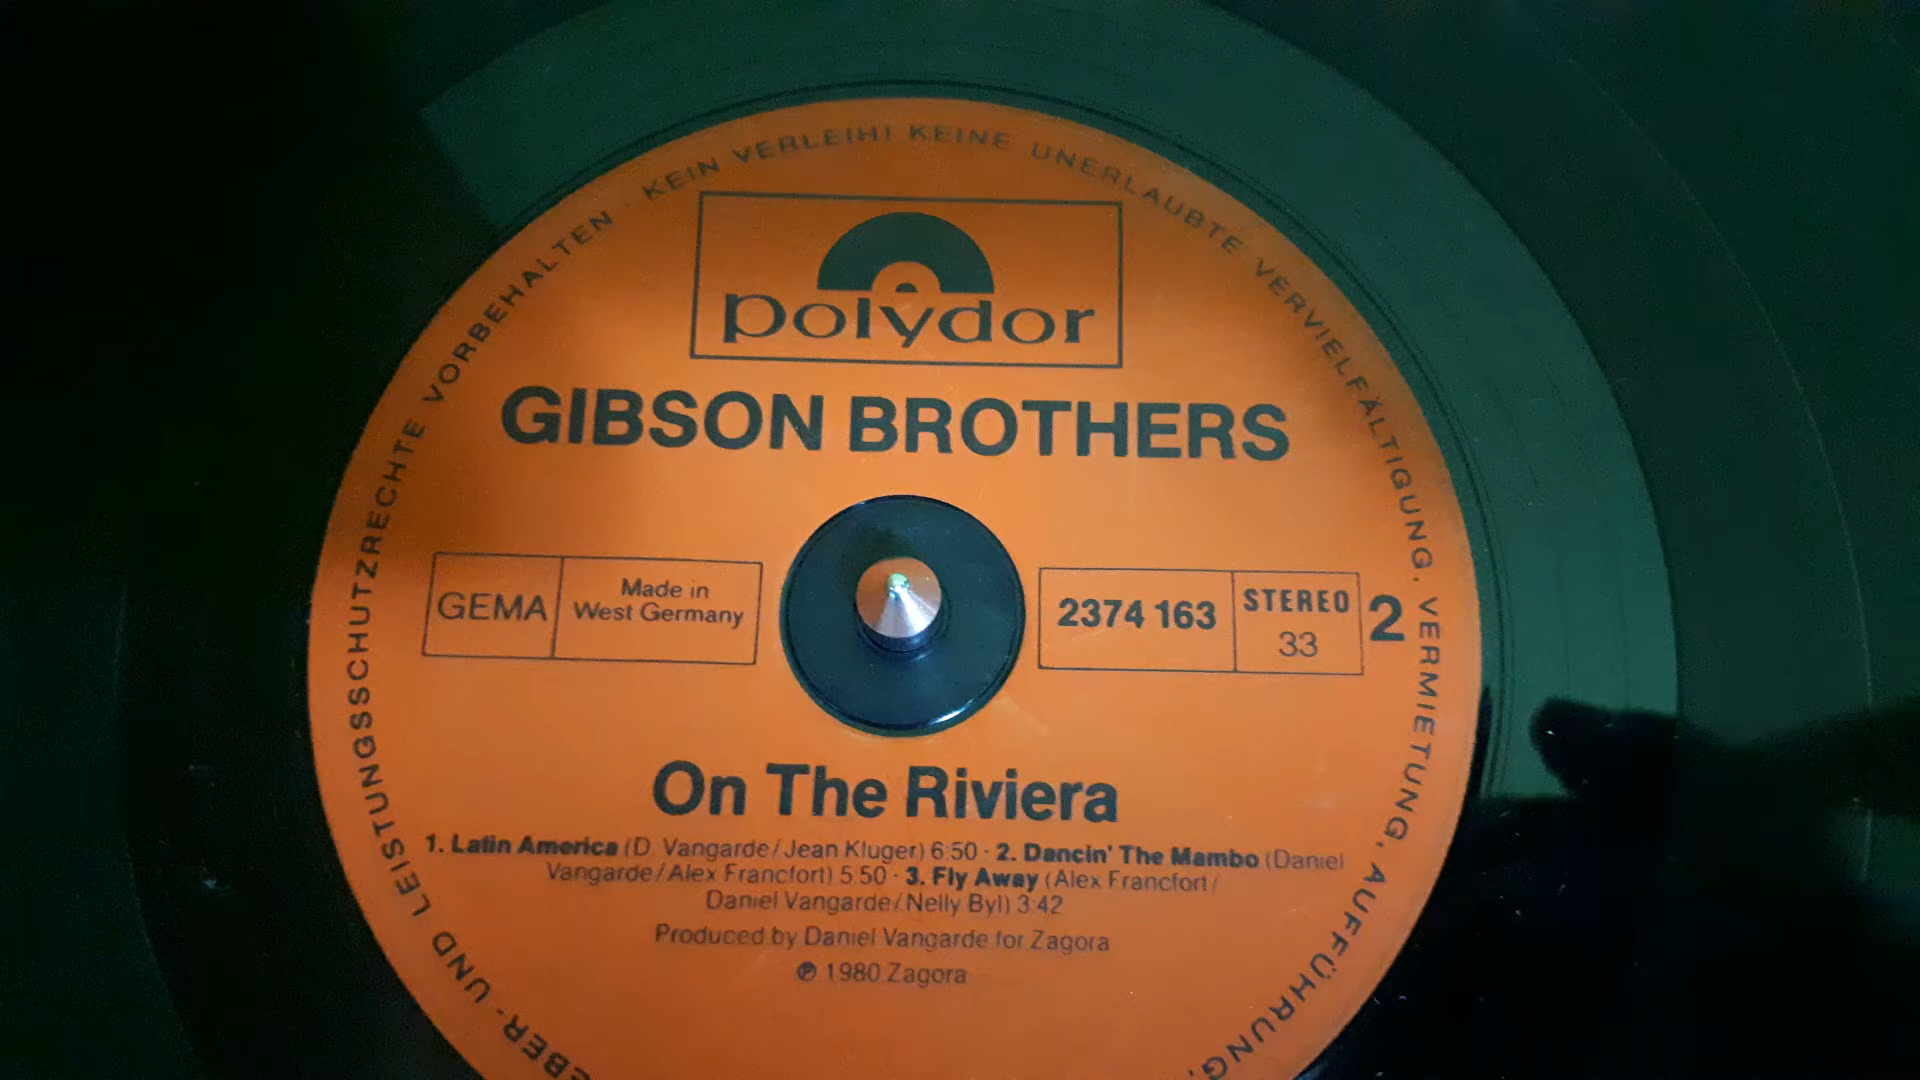 EBER- UND LEISTUNGSSCHUTZRECHTE VORBEHALTEN · KEIN VERLEIH! KEINE UNERLAUBTE VERVIELFÄLTIGUNG, VERMIETUNG, AUFFÜHRUNG,
polydor
GIBSON BROTHERS
GEMA
Made in
West Germany
2374 163
STEREO
33
2
On The Riviera
1. Latin America (D. Vangarde/Jean Kluger) 6:50 · 2. Dancin' The Mambo (Daniel
Vangarde/Alex Francfort) 5:50 · 3. Fly Away (Alex Francfort/
Daniel Vangarde/Nelly Byl) 3:42
Produced by Daniel Vangarde for Zagora
℗ 1980 Zagora